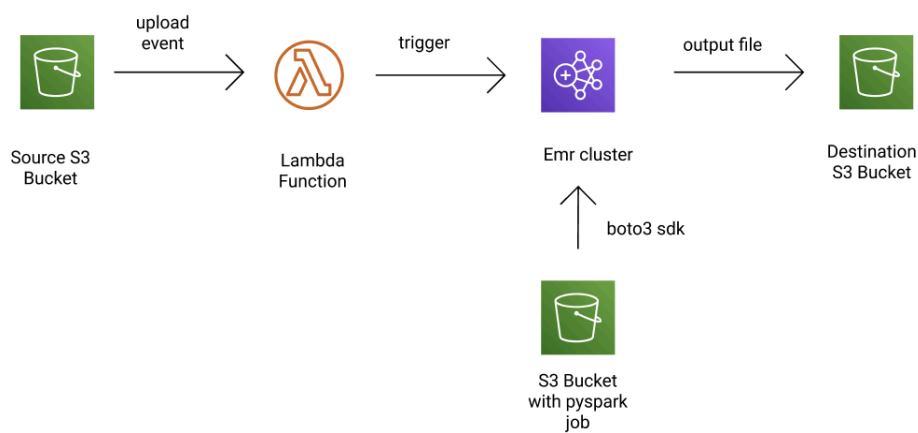 upload
event
trigger
output file
Source S3
Bucket
Lambda
Function
Emr cluster
Destination
S3 Bucket
boto3 sdk
S3 Bucket
with pyspark
job